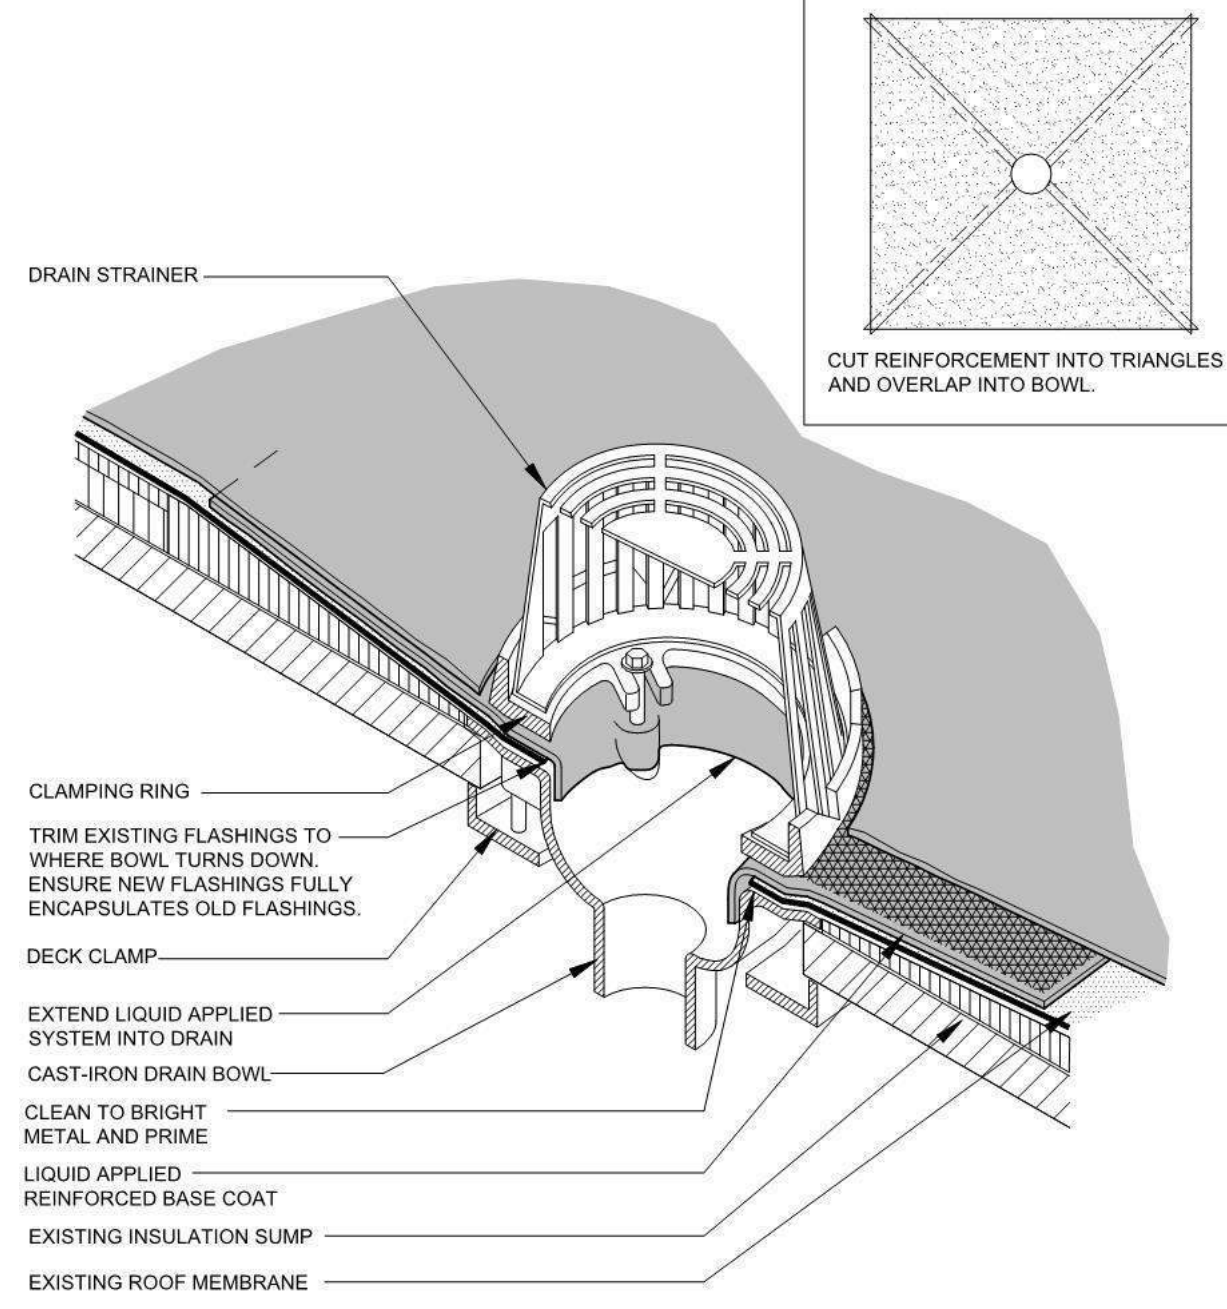 CUT REINFORCEMENT INTO TRIANGLES
AND OVERLAP INTO BOWL.
DRAIN STRAINER
CLAMPING RING
TRIM EXISTING FLASHINGS TO
WHERE BOWL TURNS DOWN.
ENSURE NEW FLASHINGS FULLY
ENCAPSULATES OLD FLASHINGS.
DECK CLAMP
EXTEND LIQUID APPLIED
SYSTEM INTO DRAIN
CAST-IRON DRAIN BOWL
CLEAN TO BRIGHT
METAL AND PRIME
LIQUID APPLIED
REINFORCED BASE COAT
EXISTING INSULATION SUMP
EXISTING ROOF MEMBRANE